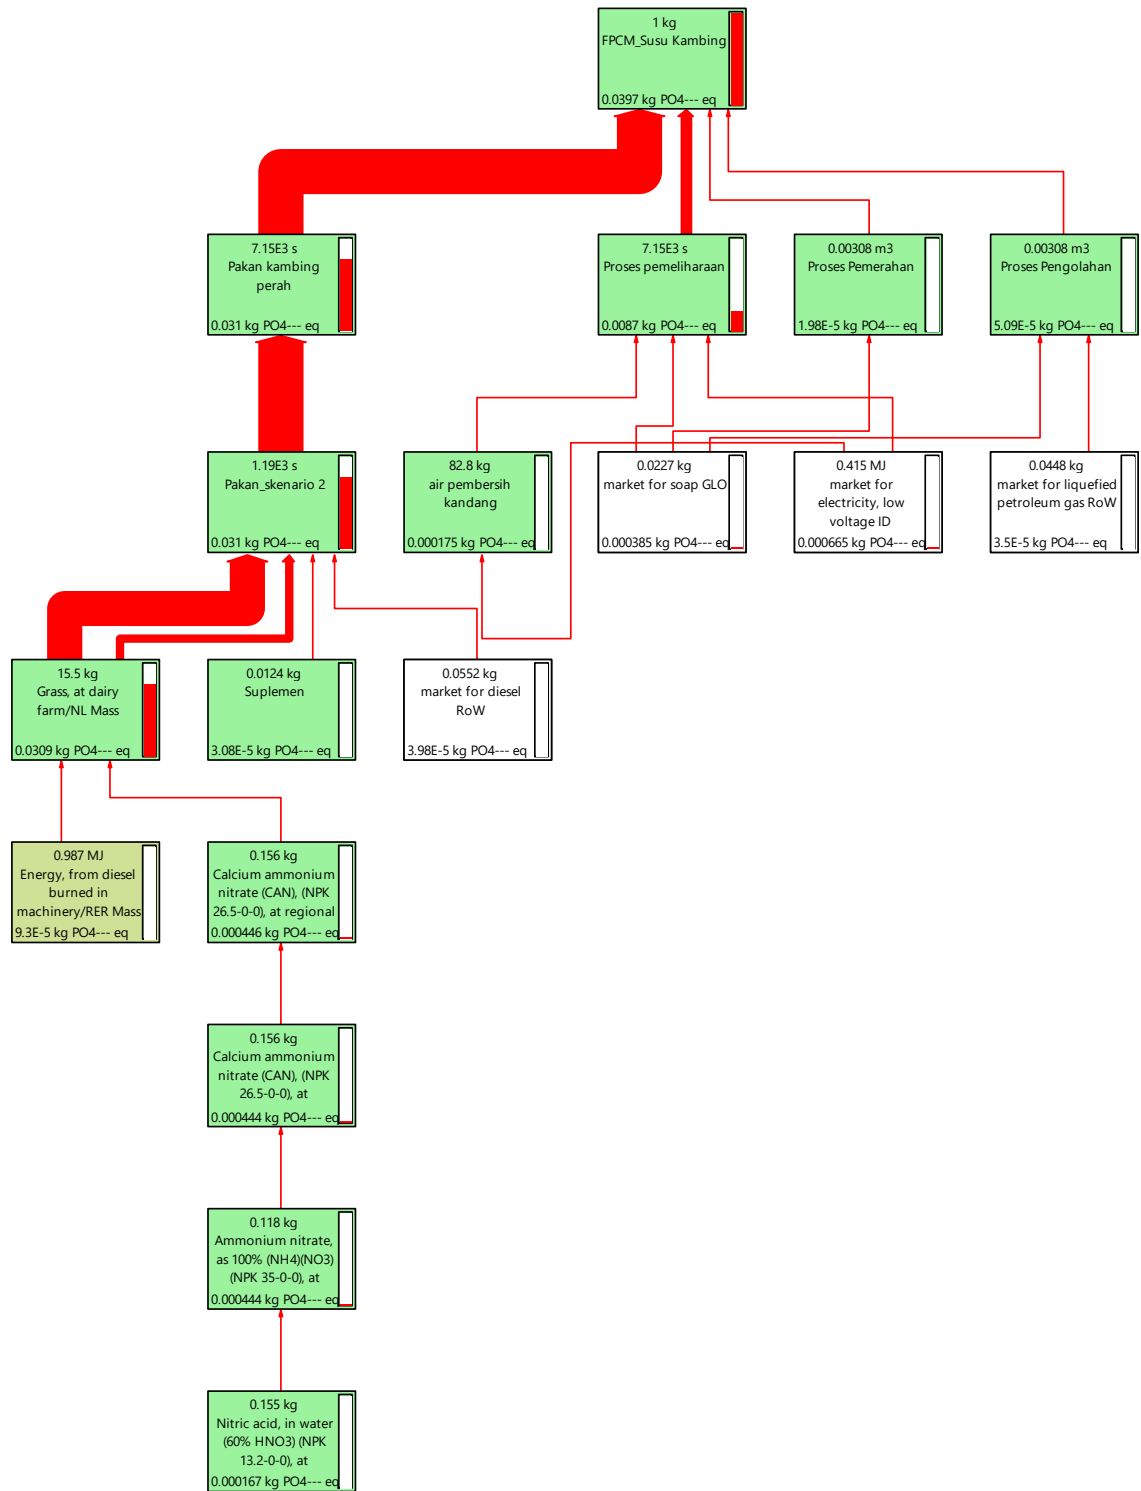 1 kg
FPCM_Susu Kambing
0.0397 kg PO4--- eq
7.15E3 s
Pakan kambing
perah
0.031 kg PO4--- eq
7.15E3 s
Proses pemeliharaan
0.0087 kg PO4--- eq
0.00308 m3
Proses Pemerahan
1.98E-5 kg PO4--- eq
0.00308 m3
Proses Pengolahan
5.09E-5 kg PO4--- eq
1.19E3 s
Pakan_skenario 2
0.031 kg PO4--- eq
82.8 kg
air pembersih
kandang
0.000175 kg PO4--- eq
0.0227 kg
market for soap GLO
0.000385 kg PO4--- eq
0.415 MJ
market for
electricity, low
voltage ID
0.000665 kg PO4--- eq
0.0448 kg
market for liquefied
petroleum gas RoW
3.5E-5 kg PO4--- eq
15.5 kg
Grass, at dairy
farm/NL Mass
0.0309 kg PO4--- eq
0.0124 kg
Suplemen
3.08E-5 kg PO4--- eq
0.0552 kg
market for diesel
RoW
3.98E-5 kg PO4--- eq
0.987 MJ
Energy, from diesel
burned in
machinery/RER Mass
9.3E-5 kg PO4--- eq
0.156 kg
Calcium ammonium
nitrate (CAN), (NPK
26.5-0-0), at regional
0.000446 kg PO4--- eq
0.156 kg
Calcium ammonium
nitrate (CAN), (NPK
26.5-0-0), at
0.000444 kg PO4--- eq
0.118 kg
Ammonium nitrate,
as 100% (NH4)(NO3)
(NPK 35-0-0), at
0.000444 kg PO4--- eq
0.155 kg
Nitric acid, in water
(60% HNO3) (NPK
13.2-0-0), at
0.000167 kg PO4--- eq